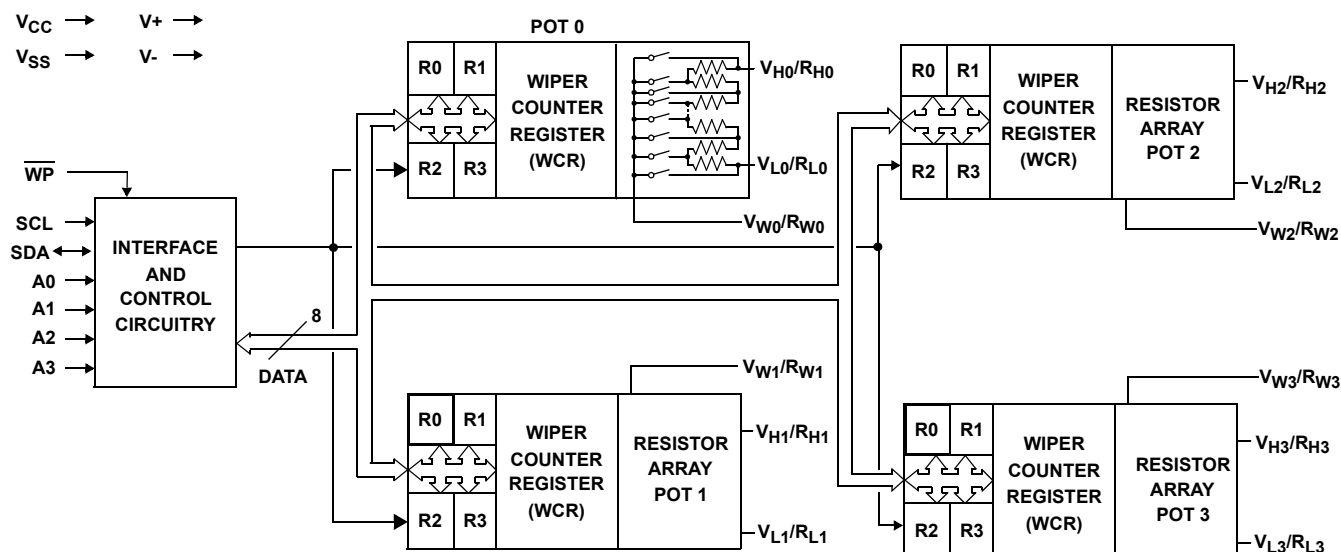 VCC V+
VSS V-
WP
SCL
SDA
A0
A1
A2
A3
INTERFACE
AND
CONTROL
CIRCUITRY
8
DATA
POT 0
R0 R1
R2 R3
WIPER
COUNTER
REGISTER
(WCR)
VH0/RH0
VL0/RL0
VW0/RW0
R0 R1
R2 R3
WIPER
COUNTER
REGISTER
(WCR)
RESISTOR
ARRAY
POT 2
VH2/RH2
VL2/RL2
VW2/RW2
R0 R1
R2 R3
WIPER
COUNTER
REGISTER
(WCR)
RESISTOR
ARRAY
POT 1
VW1/RW1
VH1/RH1
VL1/RL1
R0 R1
R2 R3
WIPER
COUNTER
REGISTER
(WCR)
RESISTOR
ARRAY
POT 3
VW3/RW3
VH3/RH3
VL3/RL3